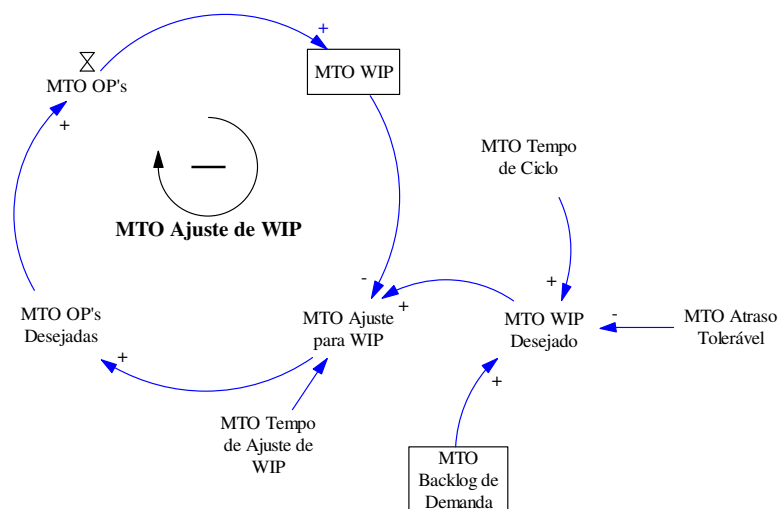 +
MTO OP's
MTO WIP
+
MTO Tempo
de Ciclo
—
MTO Ajuste de WIP
-
+
+
-
MTO OP's
Desejadas
MTO Ajuste
para WIP
MTO WIP
Desejado
MTO Atraso
Tolerável
+
+
MTO Tempo
de Ajuste de
WIP
MTO
Backlog de
Demanda